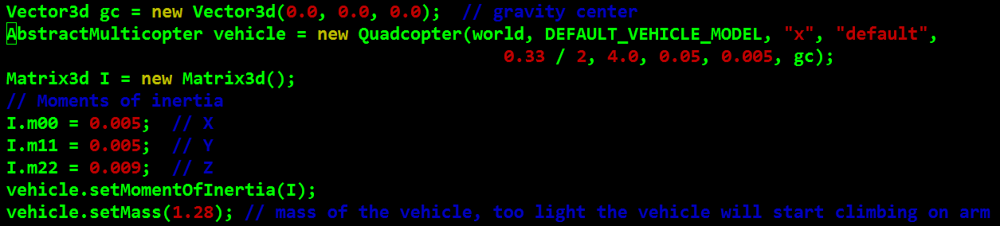 Vector3d gc = new Vector3d(0.0, 0.0, 0.0);  // gravity center
AbstractMulticopter vehicle = new Quadcopter(world, DEFAULT_VEHICLE_MODEL, "x", "default",
                                                0.33 / 2, 4.0, 0.05, 0.005, gc);
Matrix3d I = new Matrix3d();
// Moments of inertia
I.m00 = 0.005;  // X
I.m11 = 0.005;  // Y
I.m22 = 0.009;  // Z
vehicle.setMomentOfInertia(I);
vehicle.setMass(1.28); // mass of the vehicle, too light the vehicle will start climbing on arm